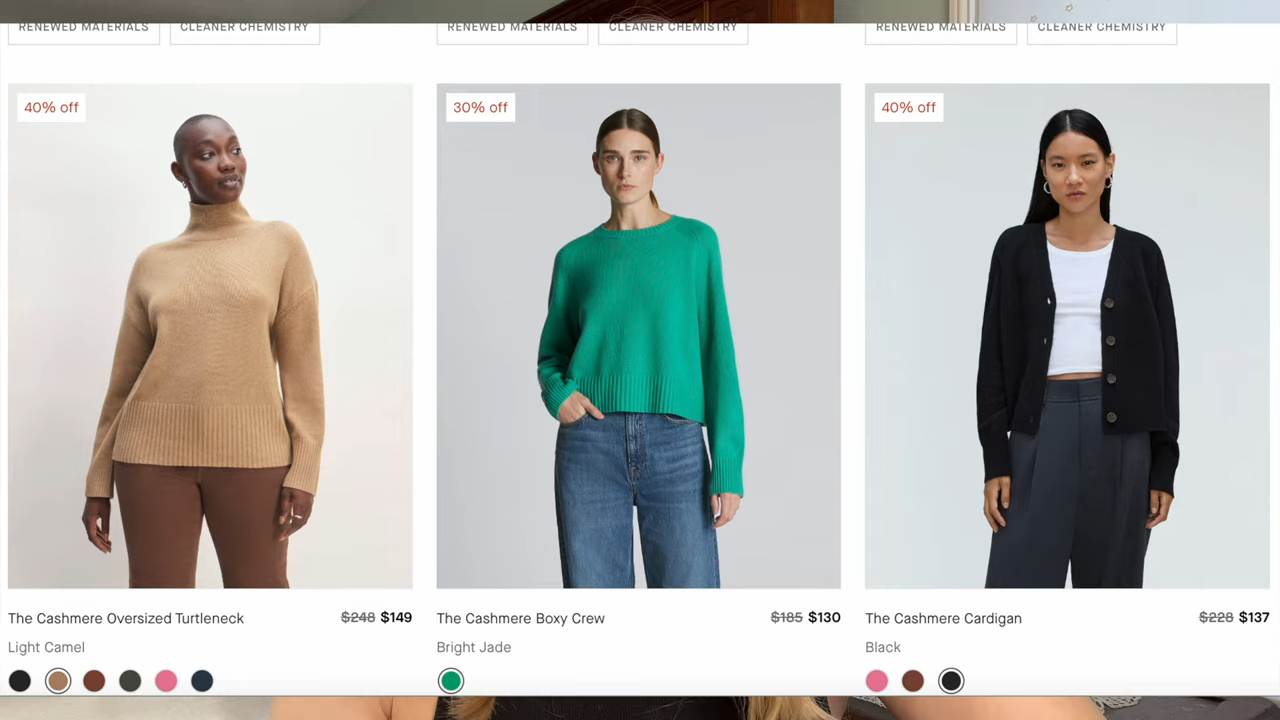 RENEWED MATERIALS CLEANER CHEMISTRY RENEWED MATERIALS CLEANER CHEMISTRY RENEWED MATERIALS CLEANER CHEMISTRY
40% off 30% off 40% off
The Cashmere Oversized Turtleneck $248 $149 The Cashmere Boxy Crew $185 $130 The Cashmere Cardigan $228 $137
Light Camel Bright Jade Black